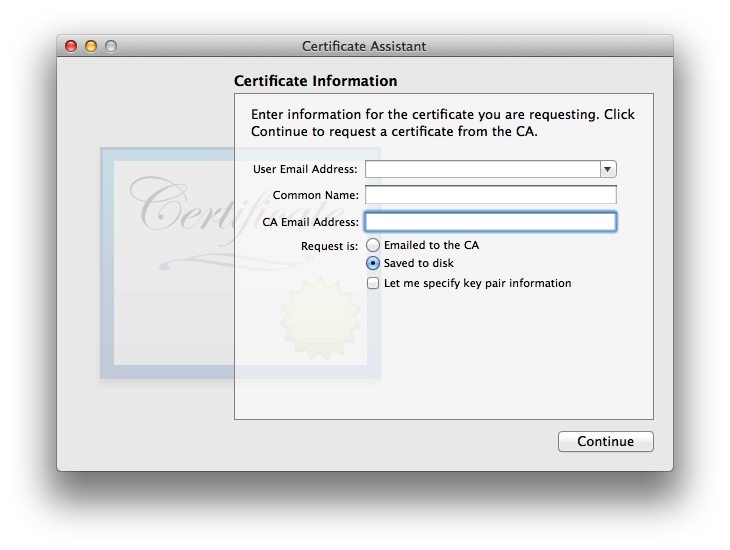 Certificate Assistant
Certificate Information
Enter information for the certificate you are requesting. Click
Continue to request a certificate from the CA.
User Email Address:
Common Name:
Certificate
CA Email Address:
Request is:
Emailed to the CA
Saved to disk
Let me specify key pair information
Continue